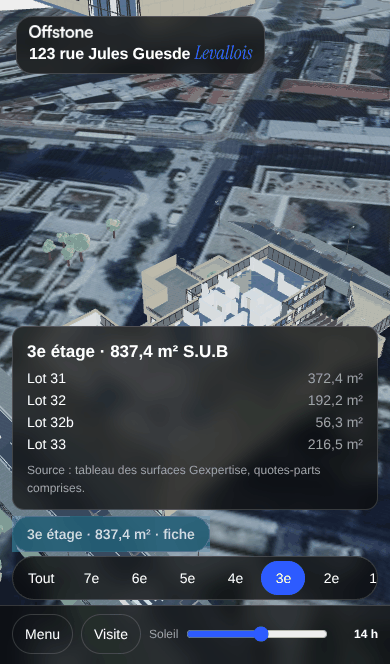 Offstone
123 rue Jules Guesde Levallois
3e étage · 837,4 m² S.U.B
Lot 31 372,4 m²
Lot 32 192,2 m²
Lot 32b 56,3 m²
Lot 33 216,5 m²
Source : tableau des surfaces Gexpertise, quotes-parts
comprises.
3e étage · 837,4 m² · fiche
Tout 7e 6e 5e 4e 3e 2e 1
Menu Visite Soleil 14 h